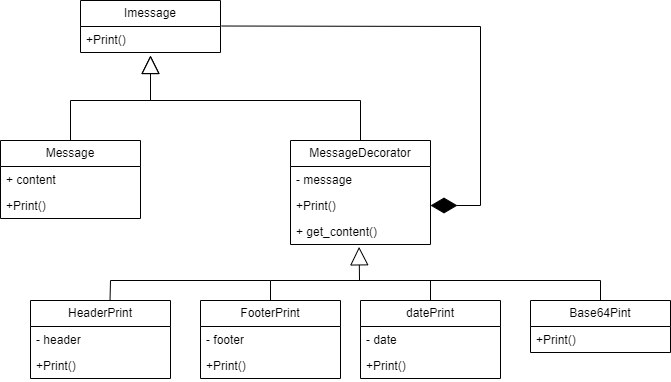 Imessage
+Print()
Message
+ content
+Print()
MessageDecorator
- message
+Print()
+ get_content()
HeaderPrint
- header
+Print()
FooterPrint
- footer
+Print()
datePrint
- date
+Print()
Base64Pint
+Print()